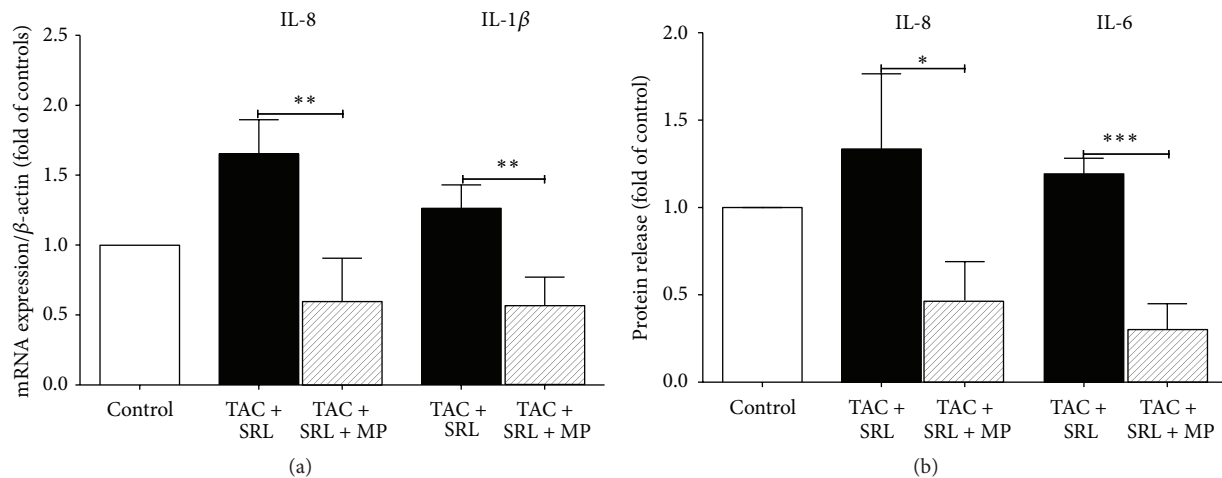 IL-8
IL-1β
mRNA expression/β-actin (fold of controls)
2.5
2.0
1.5
1.0
0.5
0.0
**
**
Control
TAC +
SRL
TAC +
SRL + MP
TAC +
SRL
TAC +
SRL + MP
(a)
IL-8
IL-6
Protein release (fold of control)
2.0
1.5
1.0
0.5
0.0
*
***
Control
TAC +
SRL
TAC +
SRL + MP
TAC +
SRL
TAC +
SRL + MP
(b)